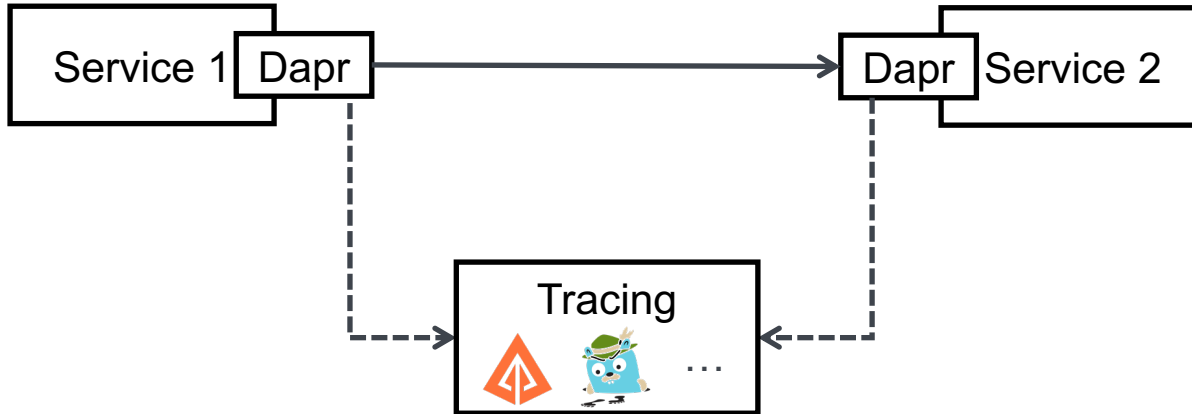 Service 1
Dapr
Dapr
Service 2
Tracing
...